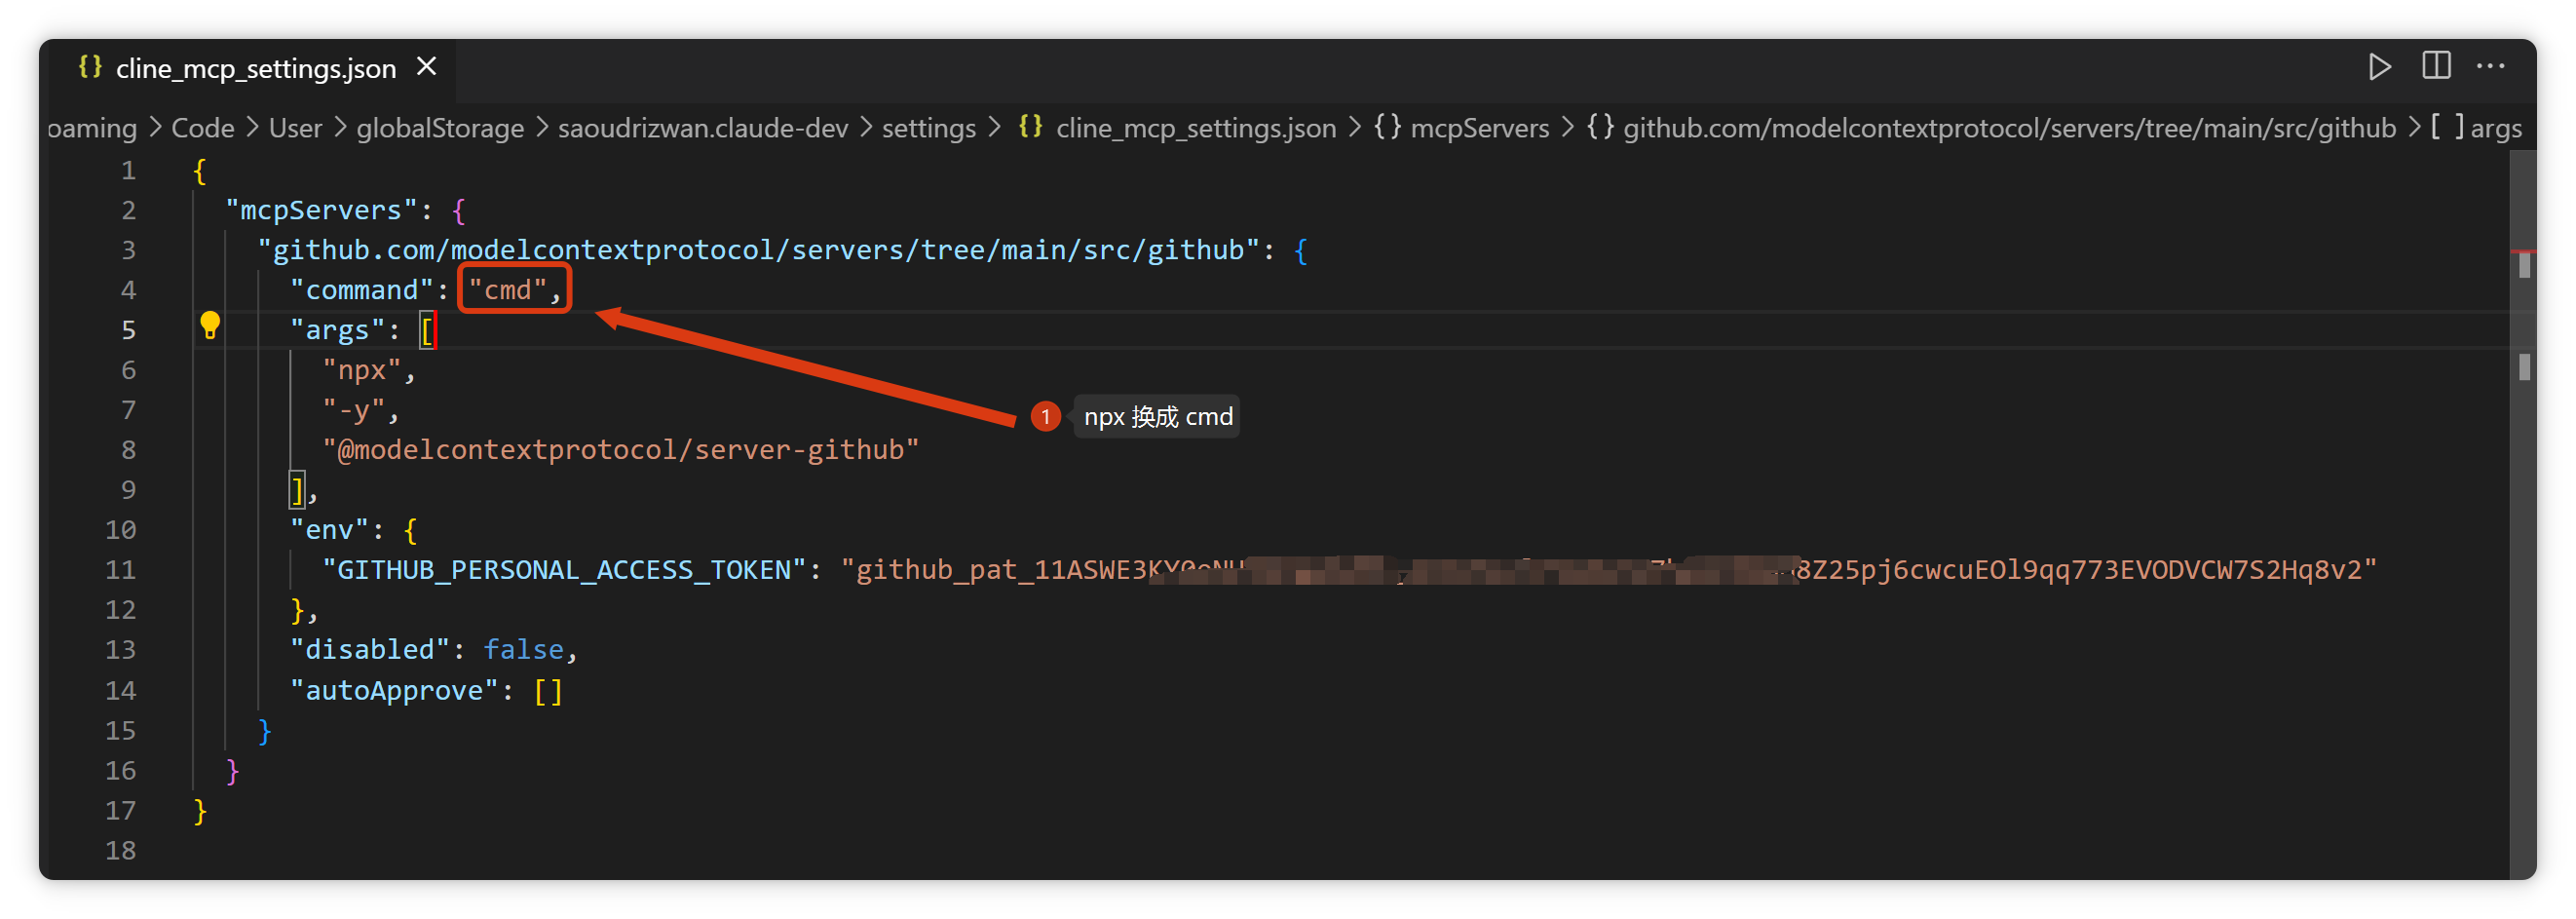 cline_mcp_settings.json
oaming > Code > User > globalStorage > saoudrizwan.claude-dev > settings > {} cline_mcp_settings.json > {} mcpServers > {} github.com/modelcontextprotocol/servers/tree/main/src/github > [ ] args
1 {
2 "mcpServers": {
3 "github.com/modelcontextprotocol/servers/tree/main/src/github": {
4 "command": "cmd",
5 "args": [
6 "npx",
7 "-y",
8 "@modelcontextprotocol/server-github"
9 ],
10 "env": {
11 "GITHUB_PERSONAL_ACCESS_TOKEN": 
12 },
13 "disabled": false,
14 "autoApprove": []
15 }
16 }
17 }
18
1 npx 换成 cmd